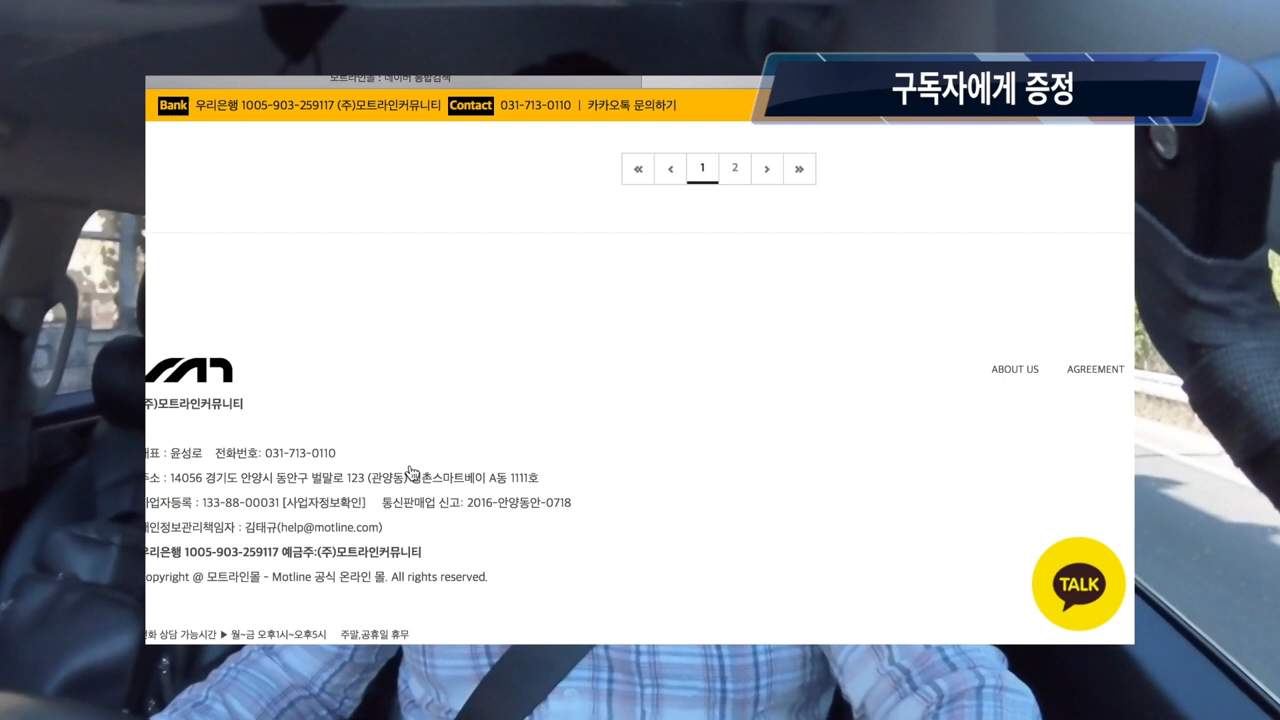 구독자에게 증정
모트라인몰 : 네이버 통합검색
Bank 우리은행 1005-903-259117 (주)모트라인커뮤니티 Contact 031-713-0110 | 카카오톡 문의하기
« ‹ 1 2 › »
ABOUT US AGREEMENT
주)모트라인커뮤니티
대표 : 윤성로 전화번호: 031-713-0110
주소 : 14056 경기도 안양시 동안구 벌말로 123 (관양동) 평촌스마트베이 A동 1111호
사업자등록 : 133-88-00031 [사업자정보확인] 통신판매업 신고: 2016-안양동안-0718
개인정보관리책임자 : 김태규(help@motline.com)
우리은행 1005-903-259117 예금주:(주)모트라인커뮤니티
opyright @ 모트라인몰 - Motline 공식 온라인 몰. All rights reserved.
전화 상담 가능시간 ▶ 월~금 오후1시~오후5시 주말,공휴일 휴무
TALK